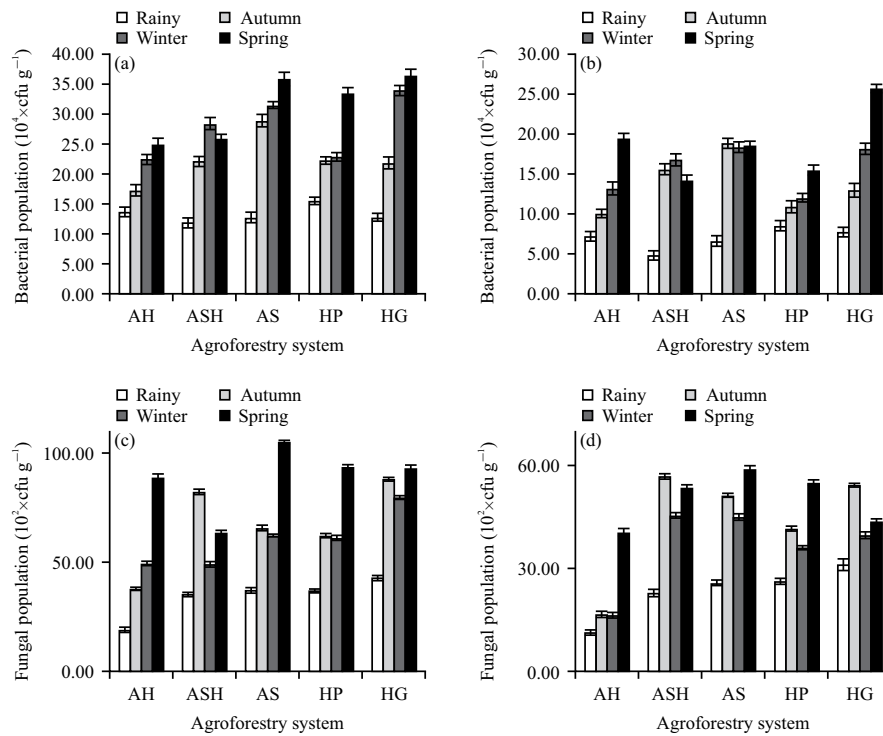 Rainy Autumn
Winter Spring
(a)
Bacterial population (10⁴×cfu g⁻¹)
40.00
35.00
30.00
25.0
20.00
15.00
10.00
5.00
0.00
AH ASH AS HP HG
Agroforestry system
Rainy Autumn
Winter Spring
(b)
Bacterial population (10⁴×cfu g⁻¹)
30.00
25.00
20.00
15.00
10.00
5.00
0.00
AH ASH AS HP HG
Agroforestry system
Rainy Autumn
Winter Spring
(c)
Fungal population (10²×cfu g⁻¹)
100.00
50.00
0.00
AH ASH AS HP HG
Agroforestry system
Rainy Autumn
Winter Spring
(d)
Fungal population (10²×cfu g⁻¹)
60.00
30.00
0.00
AH ASH AS HP HG
Agroforestry system